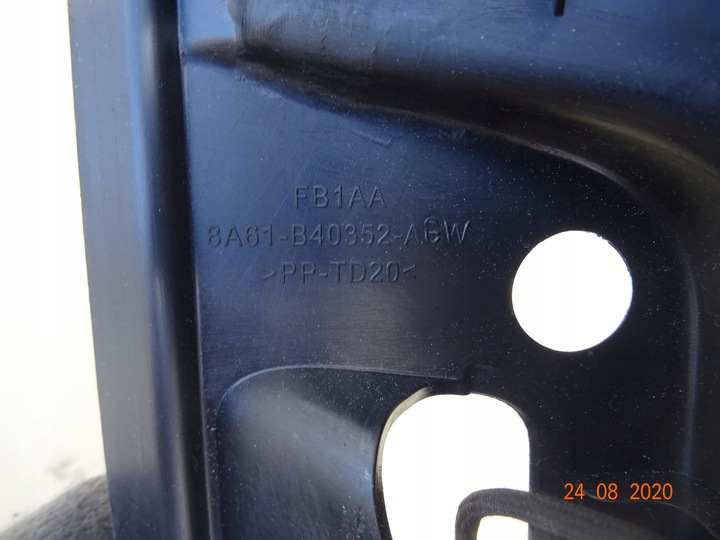 FB1AA
8A61-B40352-AGW
>PP-TD20<
24 08 2020